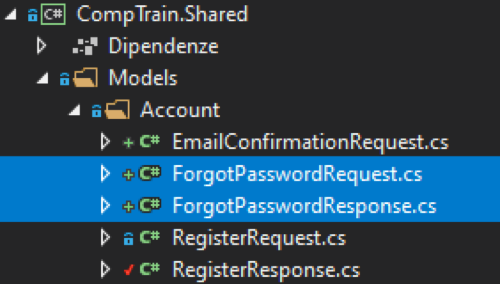 C# CompTrain.Shared
Dipendenze
Models
Account
C# EmailConfirmationRequest.cs
C# ForgotPasswordRequest.cs
C# ForgotPasswordResponse.cs
C# RegisterRequest.cs
C# RegisterResponse.cs